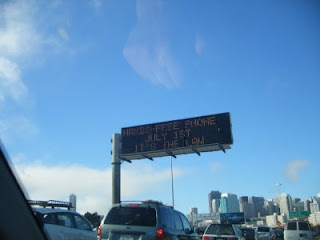 HANDS-FREE PHONE
JULY 1ST
IT'S THE LAW